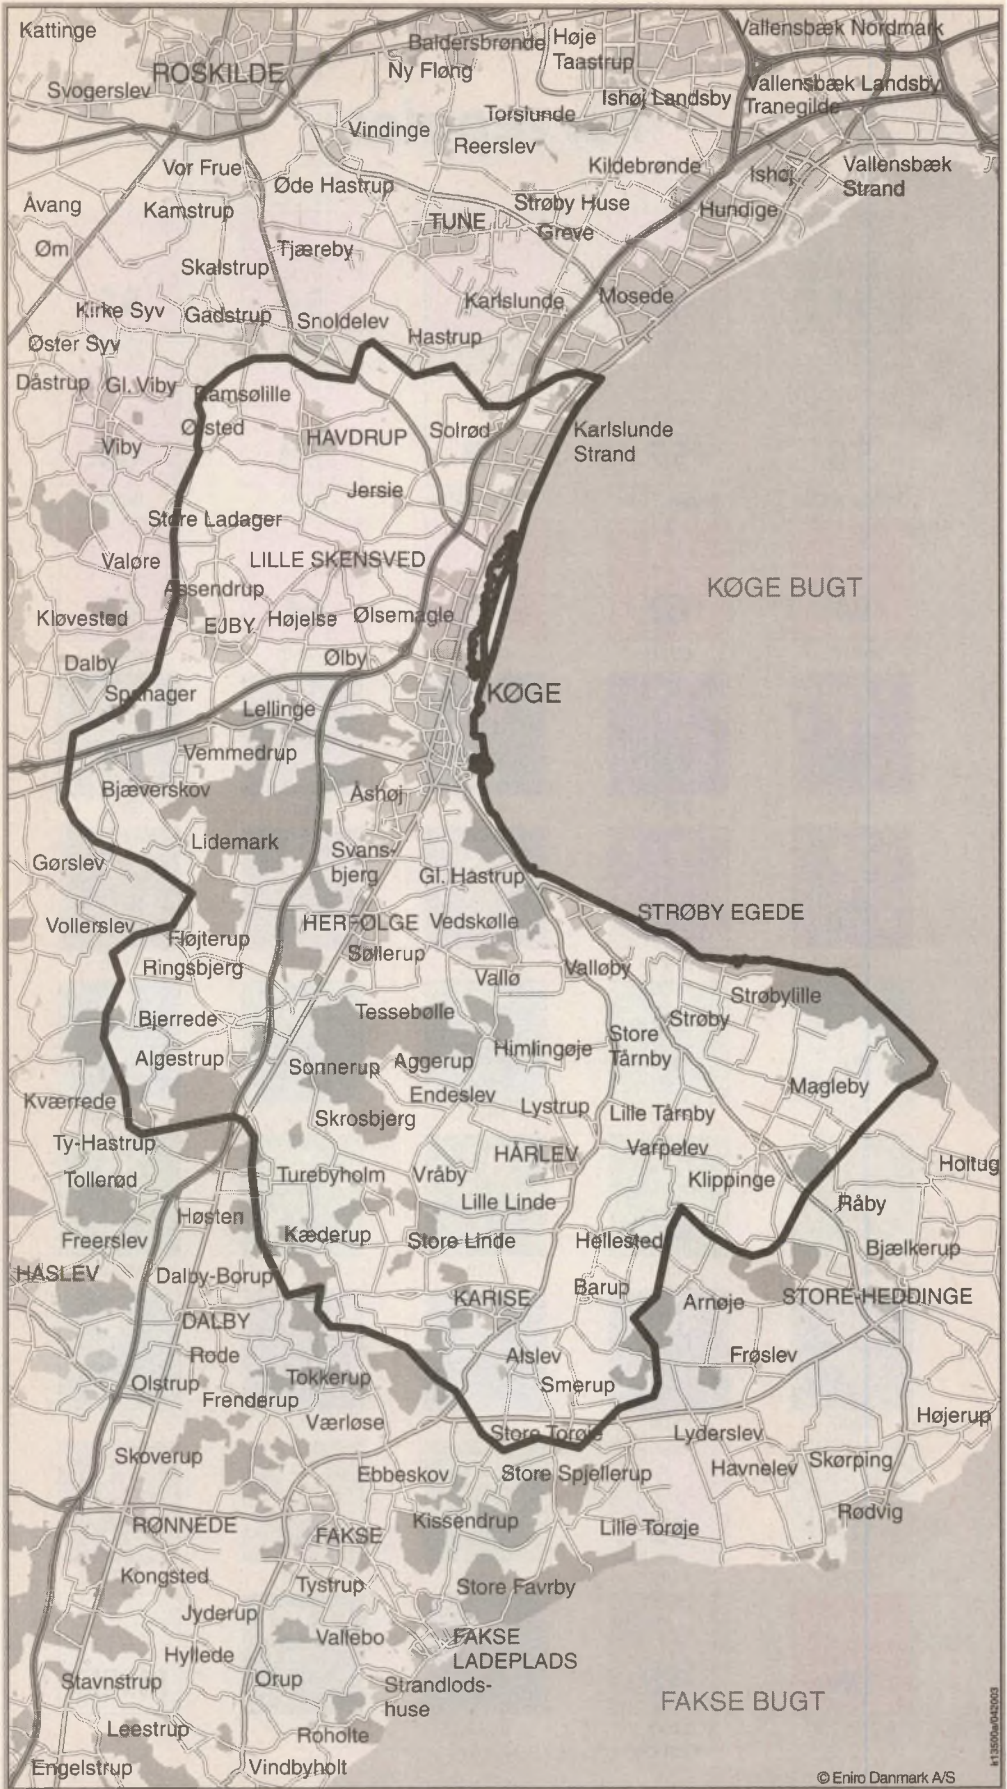 Kattinge
Baldersbrønde
Høje
Taastrup
Vallensbæk Nordmark
ROSKILDE
Ny Fløng
Svogerslev
Vallensbæk Landsby
Ishøj Landsby
Tranegilde
Torslunde
Vindinge
Reerslev
Kildebrønde
Vor Frue
Ishøj
Vallensbæk
Strand
Øde Hastrup
Åvang
Kamstrup
Strøby Huse
Hundige
TUNE
Greve
Øm
Tjæreby
Skalstrup
Karlslunde
Mosede
Kirke Syv
Gadstrup
Snoldelev
Hastrup
Øster Syv
Dåstrup
Gl. Viby
Ramsølille
Ørsted
HAVDRUP
Solrød
Karlslunde
Strand
Viby
Jersie
Store Ladager
Valøre
LILLE SKENSVED
KØGE BUGT
Assendrup
Kløvested
EJBY
Højelse
Ølsemagle
Dalby
Ølby
Spanager
KØGE
Lellinge
Vemmedrup
Bjæverskov
Åshøj
Lidemark
Svans-
bjerg
Gørslev
Gl. Hastrup
Vollerslev
HERFØLGE
Vedskølle
STRØBY EGEDE
Fløjterup
Søllerup
Ringsbjerg
Vallø
Valløby
Strøbylille
Bjerrede
Tessebølle
Strøby
Store
Tårnby
Algestrup
Sonnerup
Aggerup
Himlingøje
Magleby
Endeslev
Kværrede
Lystrup
Lille Tårnby
Skrosbjerg
Ty-Hastrup
HÅRLEV
Varpelev
Holtug
Tollerød
Turebyholm
Vråby
Klippinge
Lille Linde
Råby
Høsten
Kæderup
Store Linde
Hellested
Freerslev
Bjælkerup
HASLEV
Dalby-Borup
KARISE
Barup
Arnøje
STORE-HEDDINGE
DALBY
Rode
Alslev
Frøslev
Olstrup
Tokkerup
Smerup
Frenderup
Værløse
Højerup
Store Torøje
Lyderslev
Skoverup
Ebbeskov
Store Spjellerup
Havnelev
Skørping
Rødvig
RØNNEDE
FAKSE
Kissendrup
Lille Torøje
Kongsted
Tystrup
Store Favrby
Jyderup
Vallebo
FAKSE
LADEPLADS
Hyllede
Stavnstrup
Orup
Strandlods-
huse
FAKSE BUGT
Leestrup
Roholte
Engelstrup
Vindbyholt
k13500a/042003
© Eniro Danmark A/S